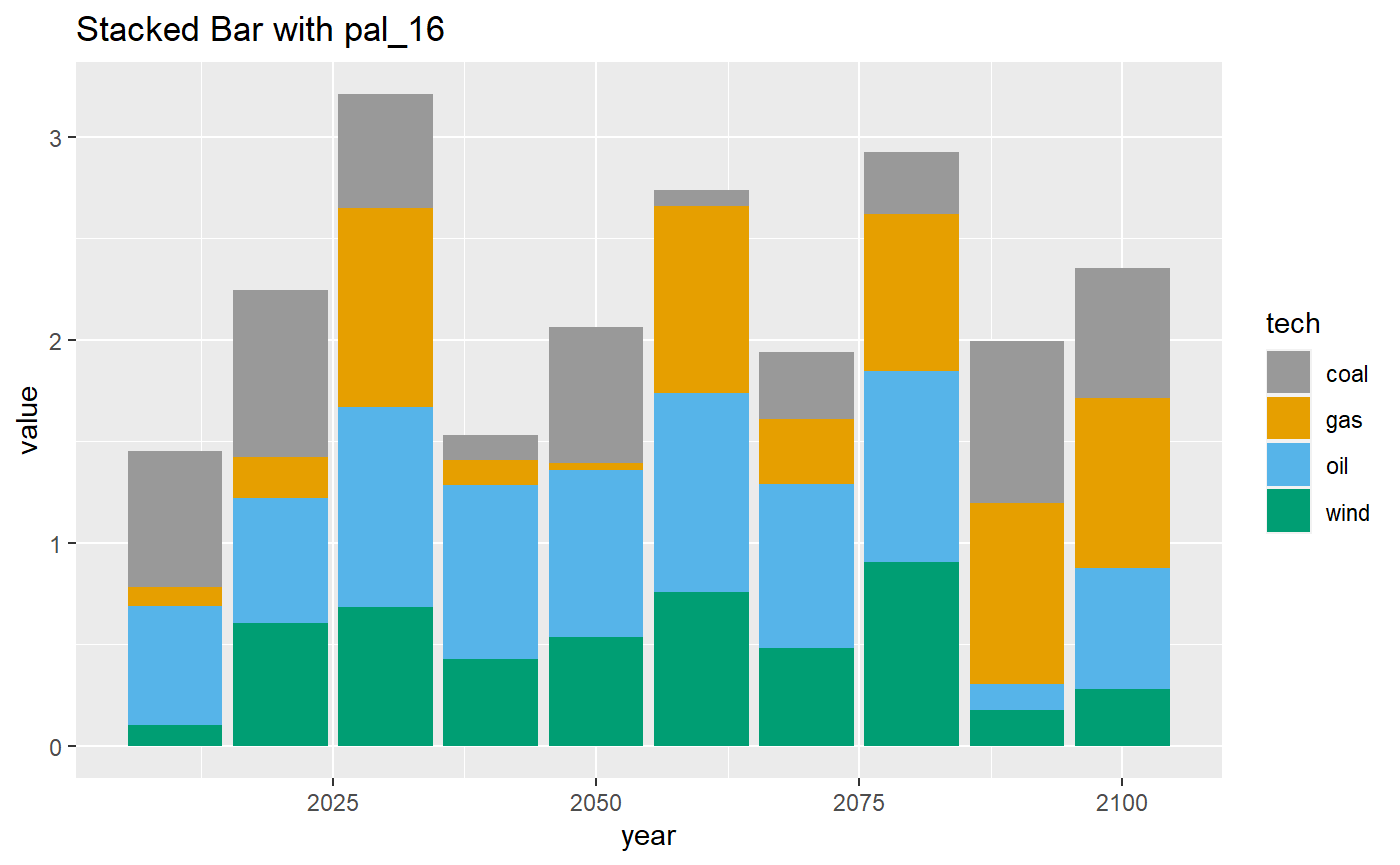 Stacked Bar with pal_16
3
2
1
0
value
2025 2050 2075 2100
year
tech
coal
gas
oil
wind